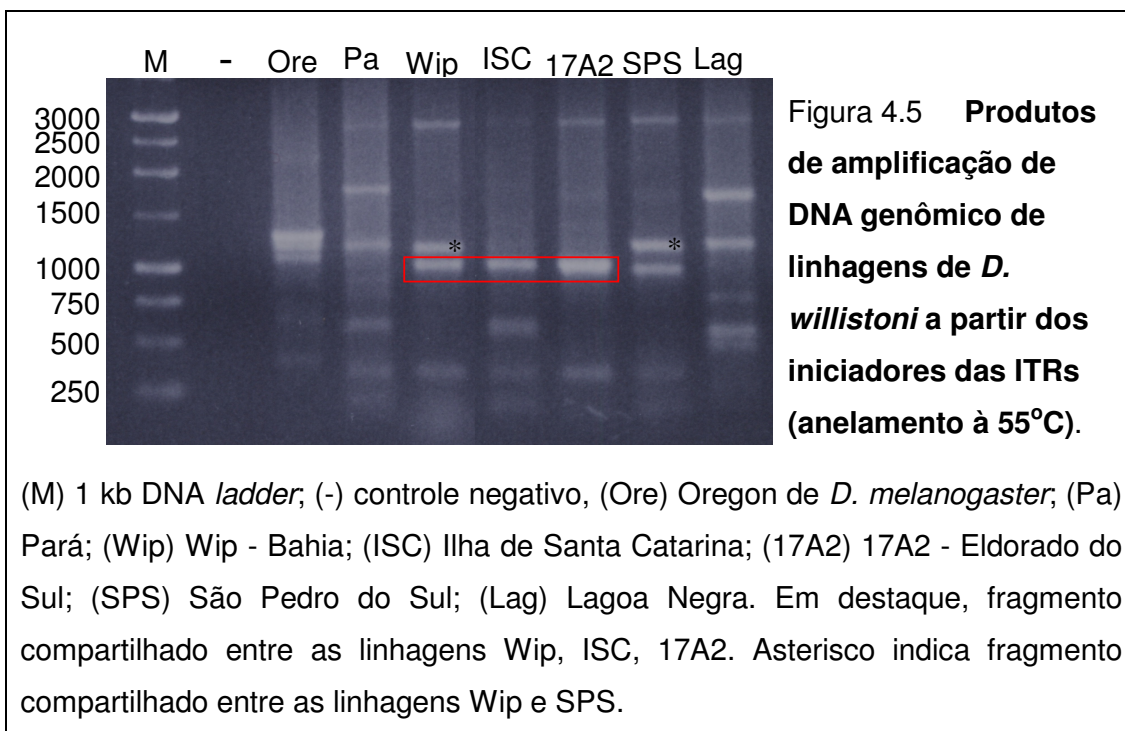 M - Ore Pa Wip ISC 17A2 SPS Lag
3000
2500
2000
1500
1000
750
500
250
* *
Figura 4.5 Produtos
de amplificação de
DNA genômico de
linhagens de D.
willistoni a partir dos
iniciadores das ITRs
(anelamento à 55°C).
(M) 1 kb DNA ladder; (-) controle negativo, (Ore) Oregon de D. melanogaster; (Pa)
Pará; (Wip) Wip - Bahia; (ISC) Ilha de Santa Catarina; (17A2) 17A2 - Eldorado do
Sul; (SPS) São Pedro do Sul; (Lag) Lagoa Negra. Em destaque, fragmento
compartilhado entre as linhagens Wip, ISC, 17A2. Asterisco indica fragmento
compartilhado entre as linhagens Wip e SPS.